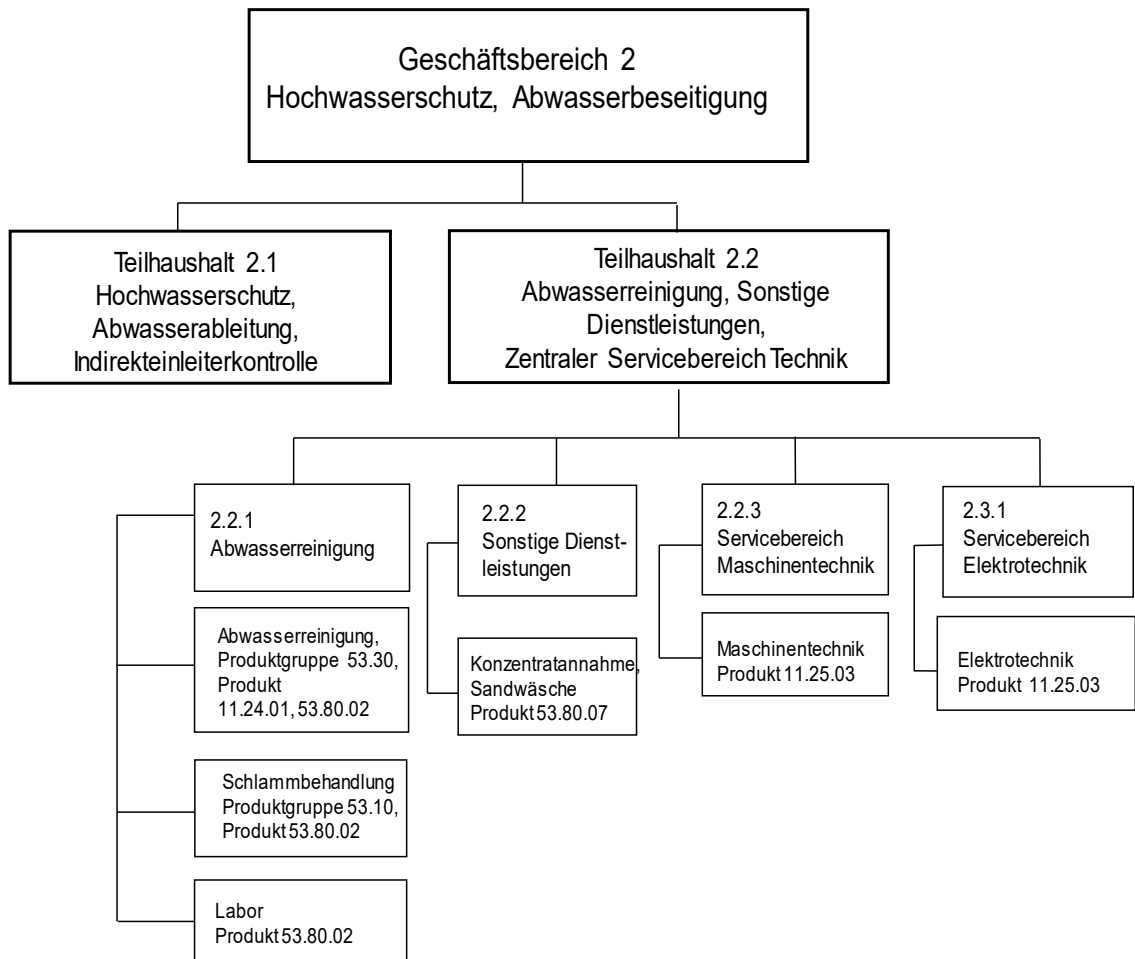 Geschäftsbereich 2
Hochwasserschutz, Abwasserbeseitigung
Teilhaushalt 2.1
Hochwasserschutz,
Abwasserableitung,
Indirekteinleiterkontrolle
Teilhaushalt 2.2
Abwasserreinigung, Sonstige
Dienstleistungen,
Zentraler Servicebereich Technik
2.2.1
Abwasserreinigung
Abwasserreinigung,
Produktgruppe 53.30,
Produkt
11.24.01, 53.80.02
Schlammbehandlung
Produktgruppe 53.10,
Produkt 53.80.02
Labor
Produkt 53.80.02
2.2.2
Sonstige Dienst-
leistungen
Konzentratannahme,
Sandwäsche
Produkt 53.80.07
2.2.3
Servicebereich
Maschinentechnik
Maschinentechnik
Produkt 11.25.03
2.3.1
Servicebereich
Elektrotechnik
Elektrotechnik
Produkt 11.25.03